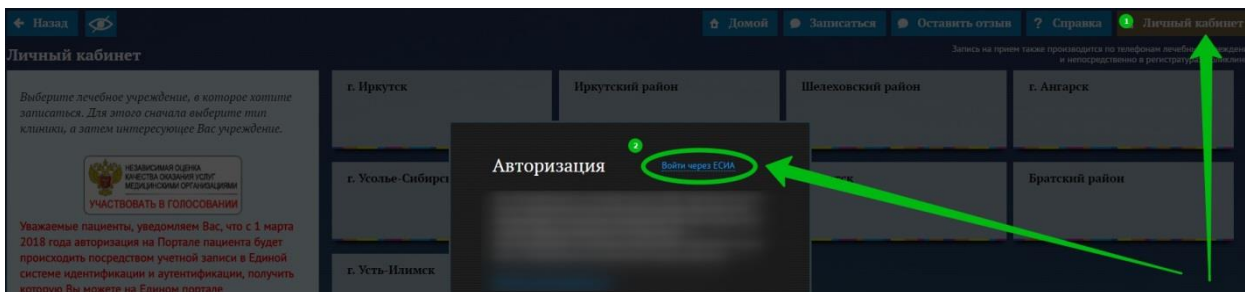 Назад
Домой
Записаться
Оставить отзыв
? Справка
1
Личный кабинет
Личный кабинет
Запись на прием также производится по телефонам
и непосредственно в регистратура
Выберите лечебное учреждение, в которое хотите
записаться. Для этого сначала выберите тип
клиники, а затем интересующее Вас учреждение.
НЕЗАВИСИМАЯ ОЦЕНКА
КАЧЕСТВА ОКАЗАНИЯ УСЛУГ
МЕДИЦИНСКИМИ ОРГАНИЗАЦИЯМИ
УЧАСТВОВАТЬ В ГОЛОСОВАНИИ
Уважаемые пациенты, уведомляем Вас, что с 1 марта
2018 года авторизация на Портале пациента будет
происходить посредством учетной записи в Единой
системе идентификации и аутентификации, получить
которую Вы можете на Едином портале
г. Иркутск
Иркутский район
Шелеховский район
г. Ангарск
г. Усолье-Сибирс
Братский район
г. Усть-Илимск
Авторизация
2
Войти через ЕСИА